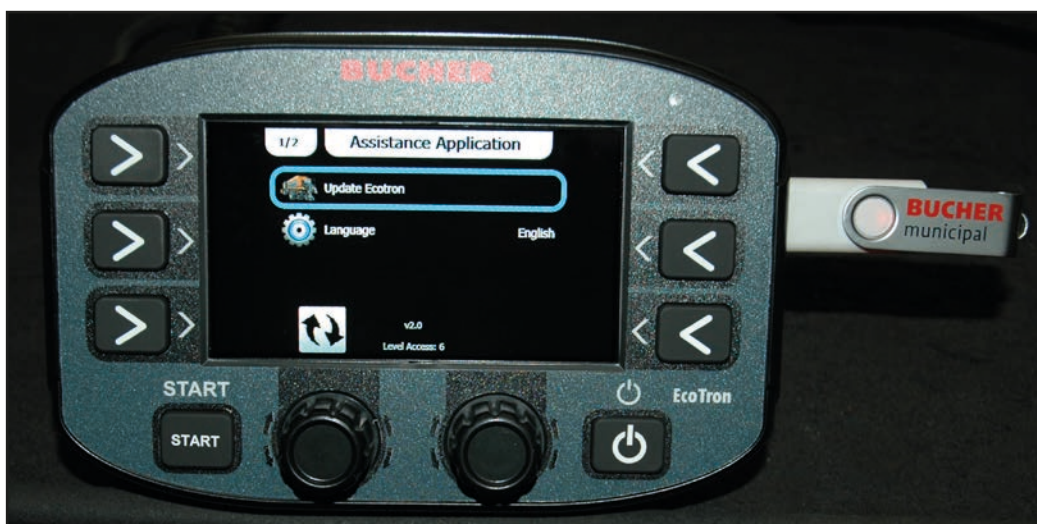 BUCHER
1/2 Assistance Application
Update Ecotron
Language English
v2.0
Level Access: 6
START
EcoTron
START
BUCHER
municipal